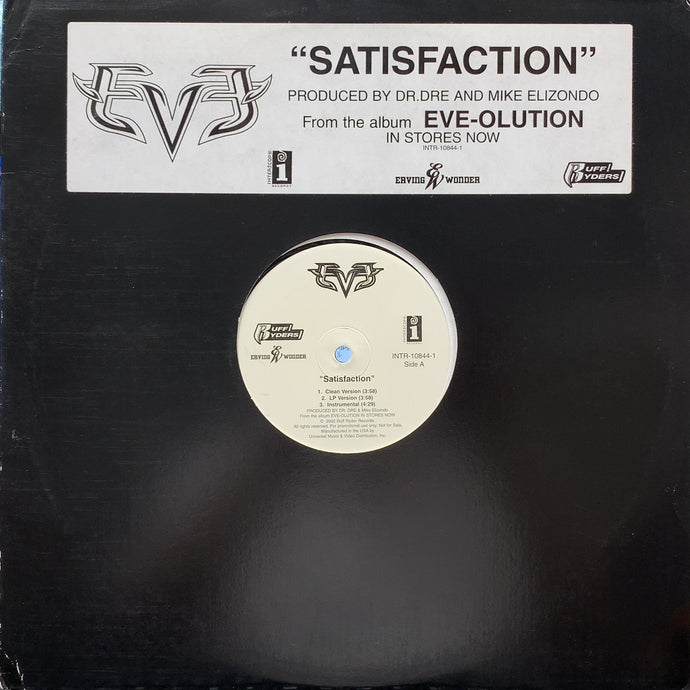 EVE
“SATISFACTION”
PRODUCED BY DR.DRE AND MIKE ELIZONDO
From the album EVE-OLUTION
IN STORES NOW
INTR-10844-1
INTERSCOPE
RECORDS
ERVING WONDER
RUFF
RYDERS
EVE
RUFF
RYDERS
ERVING WONDER
INTERSCOPE
RECORDS
INTR-10844-1
Side A
"Satisfaction"
1. Clean Version (3:58)
2. LP Version (3:58)
3. Instrumental (4:29)
PRODUCED BY DR. DRE & Mike Elizondo
From the album EVE-OLUTION IN STORES NOW
© 2002 Ruff Ryder Records
All rights reserved. For promotional use only, Not for Sale.
Manufactured in the USA by
Universal Music & Video Distribution, Inc.